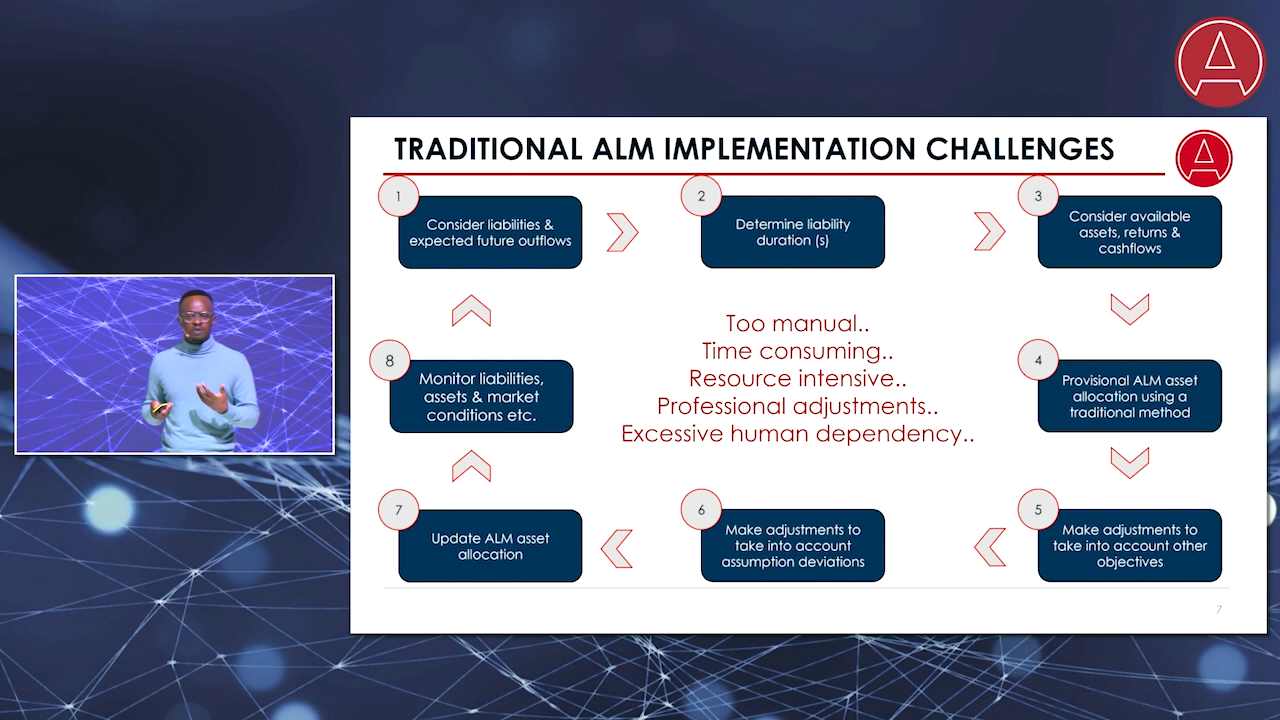 TRADITIONAL ALM IMPLEMENTATION CHALLENGES
1
Consider liabilities &
expected future outflows
2
Determine liability
duration (s)
3
Consider available
assets, returns &
cashflows
4
Provisional ALM asset
allocation using a
traditional method
5
Make adjustments to
take into account other
objectives
6
Make adjustments to
take into account
assumption deviations
7
Update ALM asset
allocation
8
Monitor liabilities,
assets & market
conditions etc.
Too manual..
Time consuming..
Resource intensive..
Professional adjustments..
Excessive human dependency..
7